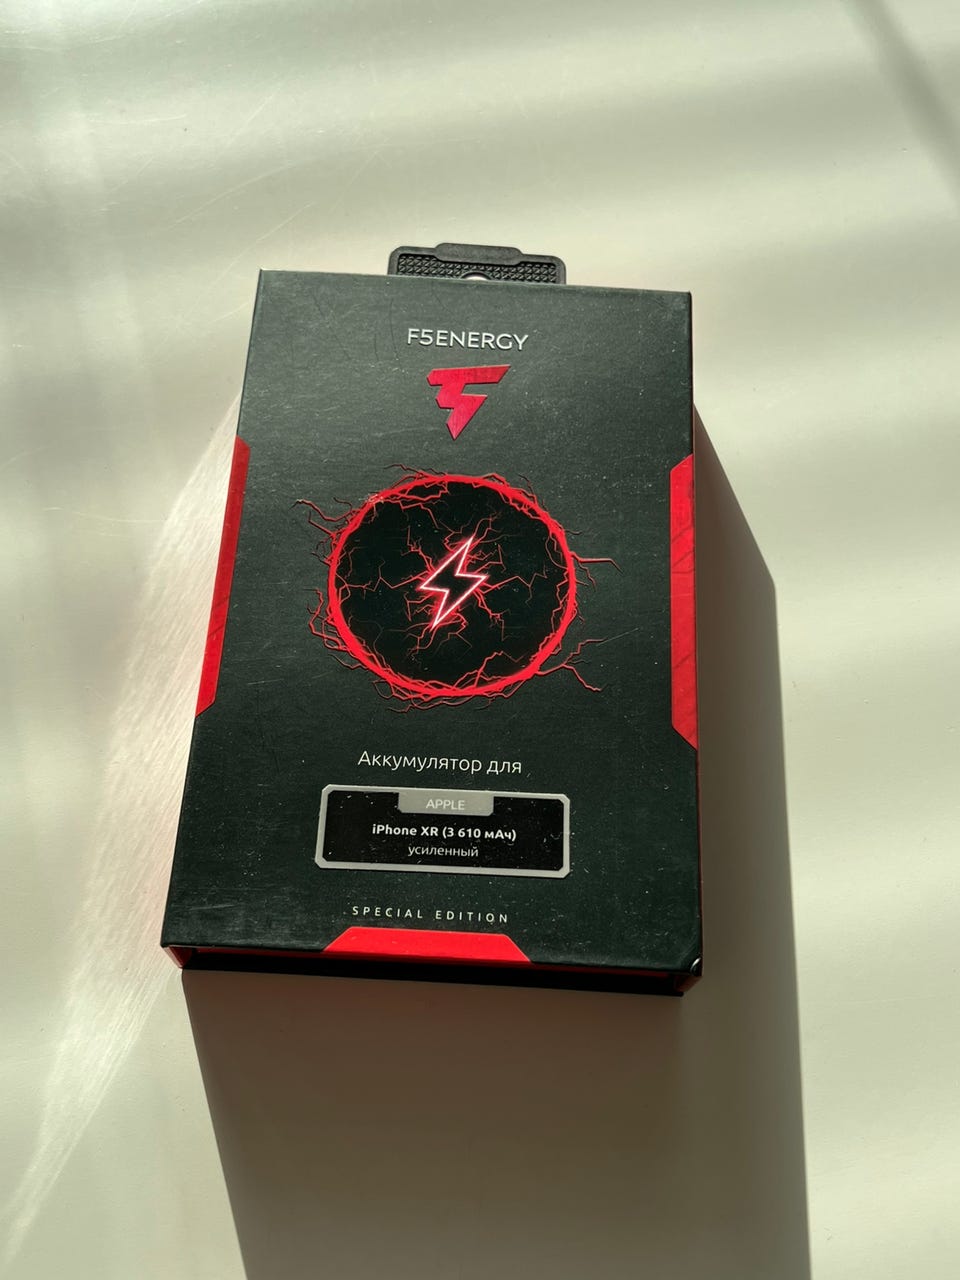 F5ENERGY
Аккумулятор для
APPLE
iPhone XR (3 610 мАч)
усиленный
SPECIAL EDITION